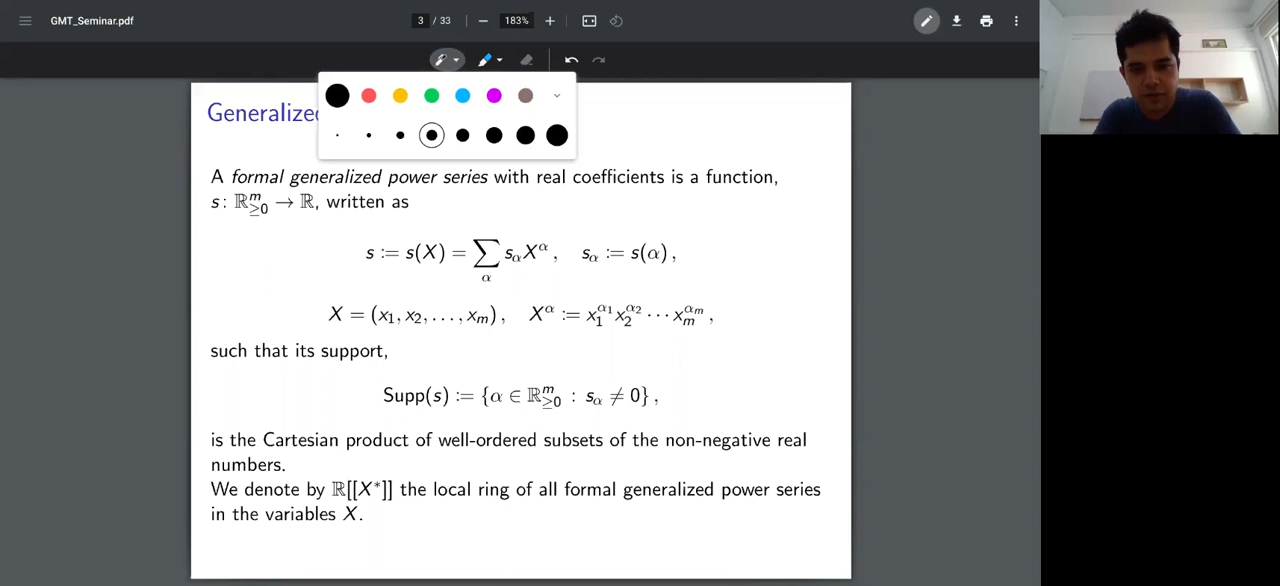 GMT_Seminar.pdf
3 / 33
183%
Generalized
A formal generalized power series with real coefficients is a function,
s: ℝ^m_{≥0} → ℝ, written as
s := s(X) = ∑_α s_α X^α, s_α := s(α),
X = (x_1, x_2, ..., x_m), X^α := x_1^{α_1} x_2^{α_2} ··· x_m^{α_m},
such that its support,
Supp(s) := {α ∈ ℝ^m_{≥0} : s_α ≠ 0},
is the Cartesian product of well-ordered subsets of the non-negative real
numbers.
We denote by ℝ[[X*]] the local ring of all formal generalized power series
in the variables X.